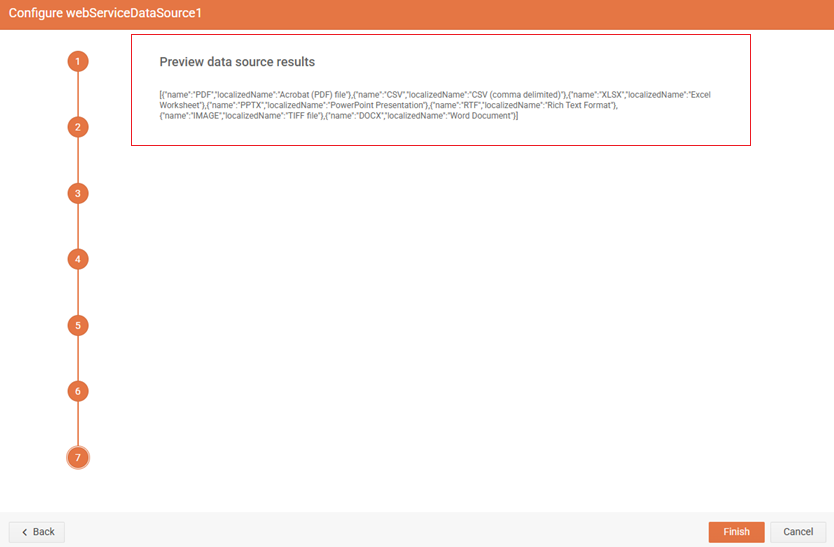 Configure webServiceDataSource1
1
Preview data source results
[{"name":"PDF","localizedName":"Acrobat (PDF) file"},{"name":"CSV","localizedName":"CSV (comma delimited)"},{"name":"XLSX","localizedName":"Excel
Worksheet"},{"name":"PPTX","localizedName":"PowerPoint Presentation"},{"name":"RTF","localizedName":"Rich Text Format"},
{"name":"IMAGE","localizedName":"TIFF file"},{"name":"DOCX","localizedName":"Word Document"}]
2
3
4
5
6
7
Back
Finish
Cancel